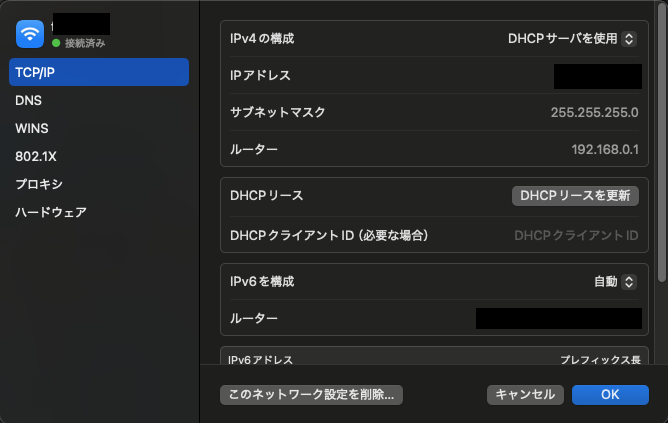 接続済み
TCP/IP
DNS
WINS
802.1X
プロキシ
ハードウェア
IPv4の構成 DHCPサーバを使用
IPアドレス
サブネットマスク 255.255.255.0
ルーター 192.168.0.1
DHCPリース DHCPリースを更新
DHCPクライアントID（必要な場合） DHCPクライアントID
IPv6を構成 自動
ルーター
IPv6アドレス プレフィックス長
このネットワーク設定を削除... キャンセル OK